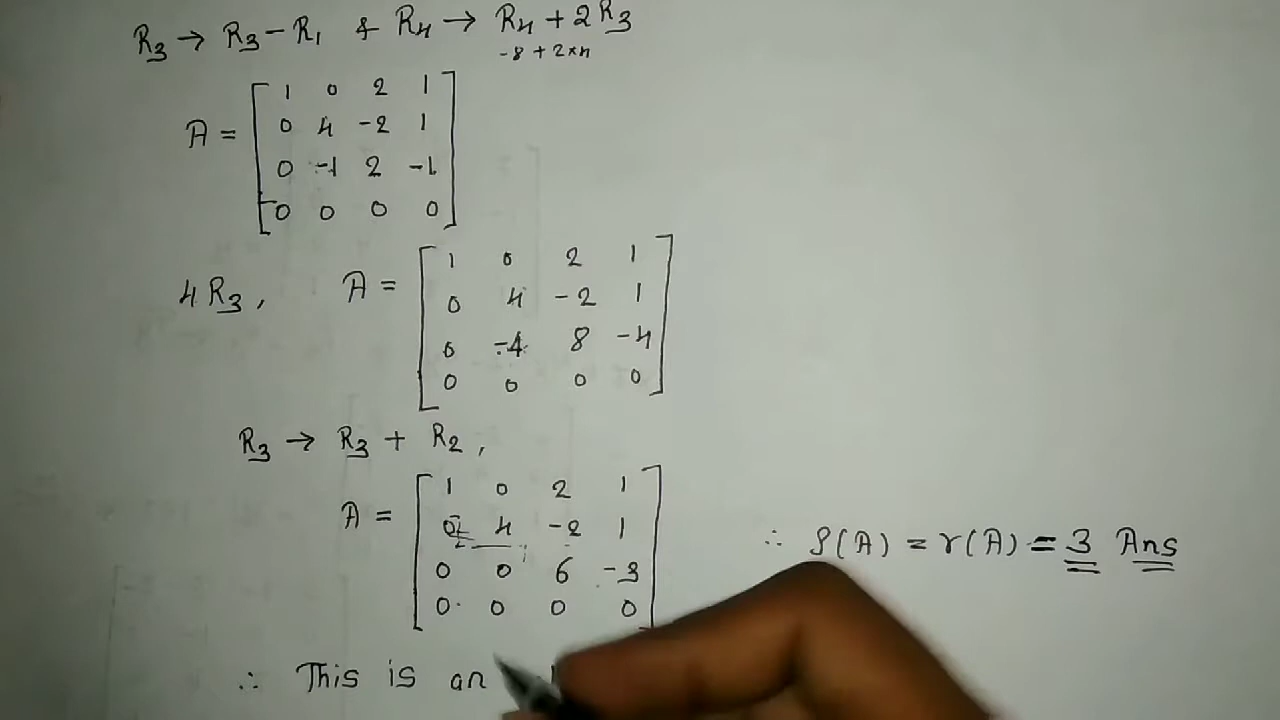 R3 → R3 − R1 & R4 → R4 + 2R3
-8 + 2×4
A = [ 1 0 2 1
0 4 -2 1
0 -1 2 -1
0 0 0 0 ]
4R3, A = [ 1 0 2 1
0 4 -2 1
0 -4 8 -4
0 0 0 0 ]
R3 → R3 + R2,
A = [ 1 0 2 1
0 4 -2 1
0 0 6 -3
0 0 0 0 ]
∴ ρ(A) = r(A) = 3 Ans
∴ This is an